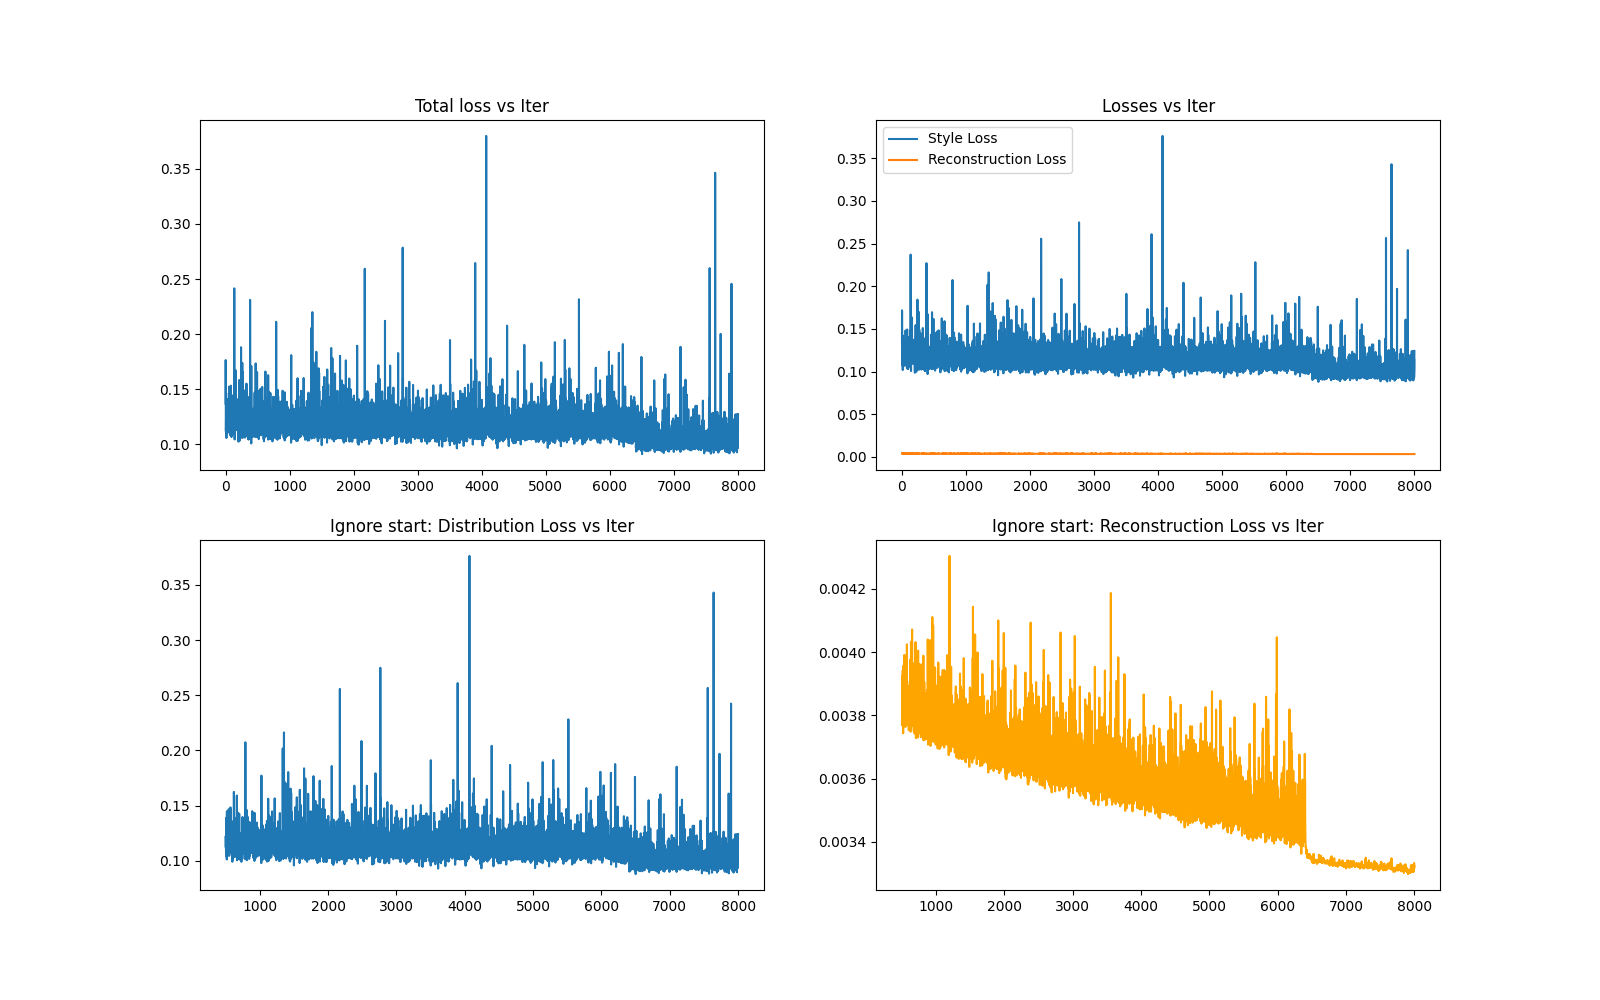 Total loss vs Iter
0.35
0.30
0.25
0.20
0.15
0.10
0 1000 2000 3000 4000 5000 6000 7000 8000
Losses vs Iter
Style Loss
Reconstruction Loss
0.35
0.30
0.25
0.20
0.15
0.10
0.05
0.00
0 1000 2000 3000 4000 5000 6000 7000 8000
Ignore start: Distribution Loss vs Iter
0.35
0.30
0.25
0.20
0.15
0.10
1000 2000 3000 4000 5000 6000 7000 8000
Ignore start: Reconstruction Loss vs Iter
0.0042
0.0040
0.0038
0.0036
0.0034
1000 2000 3000 4000 5000 6000 7000 8000